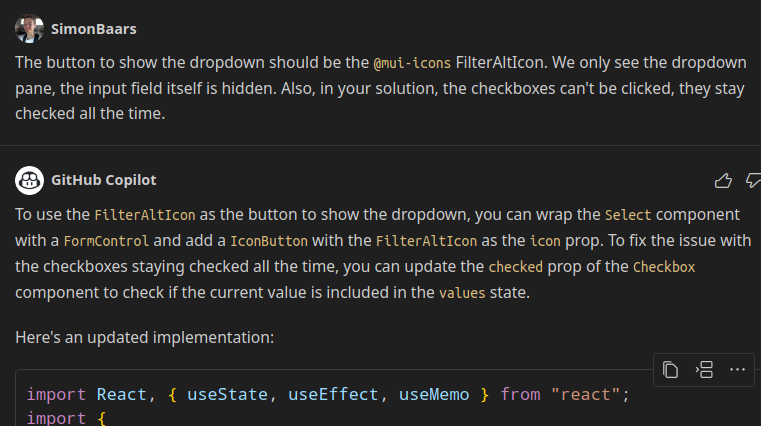 SimonBaars
The button to show the dropdown should be the @mui-icons FilterAltIcon. We only see the dropdown
pane, the input field itself is hidden. Also, in your solution, the checkboxes can't be clicked, they stay
checked all the time.
GitHub Copilot
To use the FilterAltIcon as the button to show the dropdown, you can wrap the Select component
with a FormControl and add a IconButton with the FilterAltIcon as the icon prop. To fix the issue with
the checkboxes staying checked all the time, you can update the checked prop of the Checkbox
component to check if the current value is included in the values state.
Here's an updated implementation:
import React, { useState, useEffect, useMemo } from "react";
import {